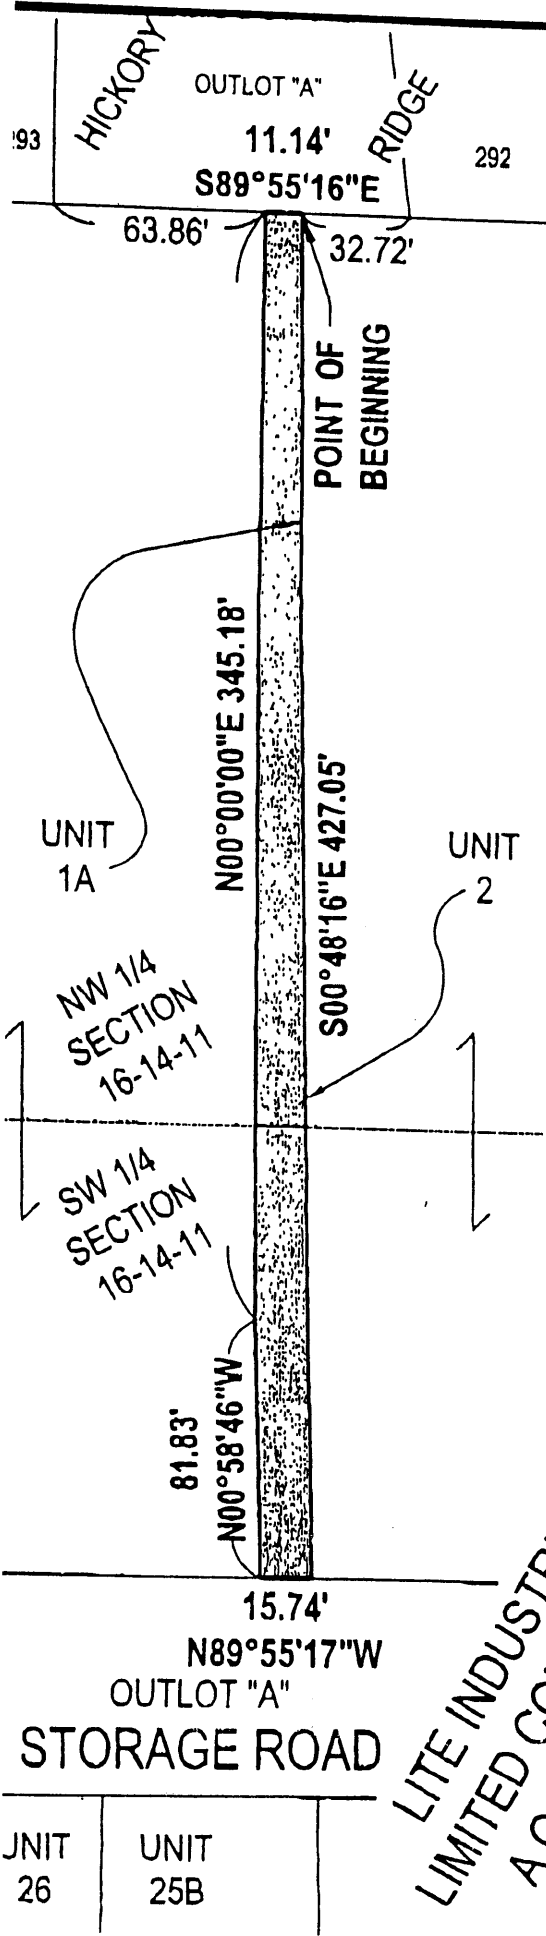 HICKORY
RIDGE
OUTLOT "A"
293
292
11.14'
S89°55'16"E
63.86'
32.72'
POINT OF
BEGINNING
N00°00'00"E 345.18'
S00°48'16"E 427.05'
UNIT
1A
UNIT
2
NW 1/4
SECTION
16-14-11
SW 1/4
SECTION
16-14-11
81.83'
N00°58'46"W
15.74'
N89°55'17"W
OUTLOT "A"
STORAGE ROAD
LITE INDUSTRI
LIMITED CO
A C
UNIT
26
UNIT
25B